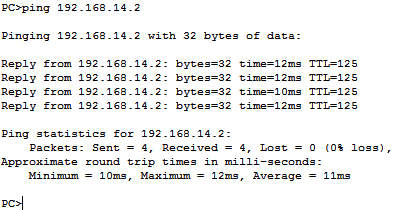 PC>ping 192.168.14.2
Pinging 192.168.14.2 with 32 bytes of data:
Reply from 192.168.14.2: bytes=32 time=12ms TTL=125
Reply from 192.168.14.2: bytes=32 time=12ms TTL=125
Reply from 192.168.14.2: bytes=32 time=10ms TTL=125
Reply from 192.168.14.2: bytes=32 time=12ms TTL=125
Ping statistics for 192.168.14.2:
Packets: Sent = 4, Received = 4, Lost = 0 (0% loss),
Approximate round trip times in milli-seconds:
Minimum = 10ms, Maximum = 12ms, Average = 11ms
PC>